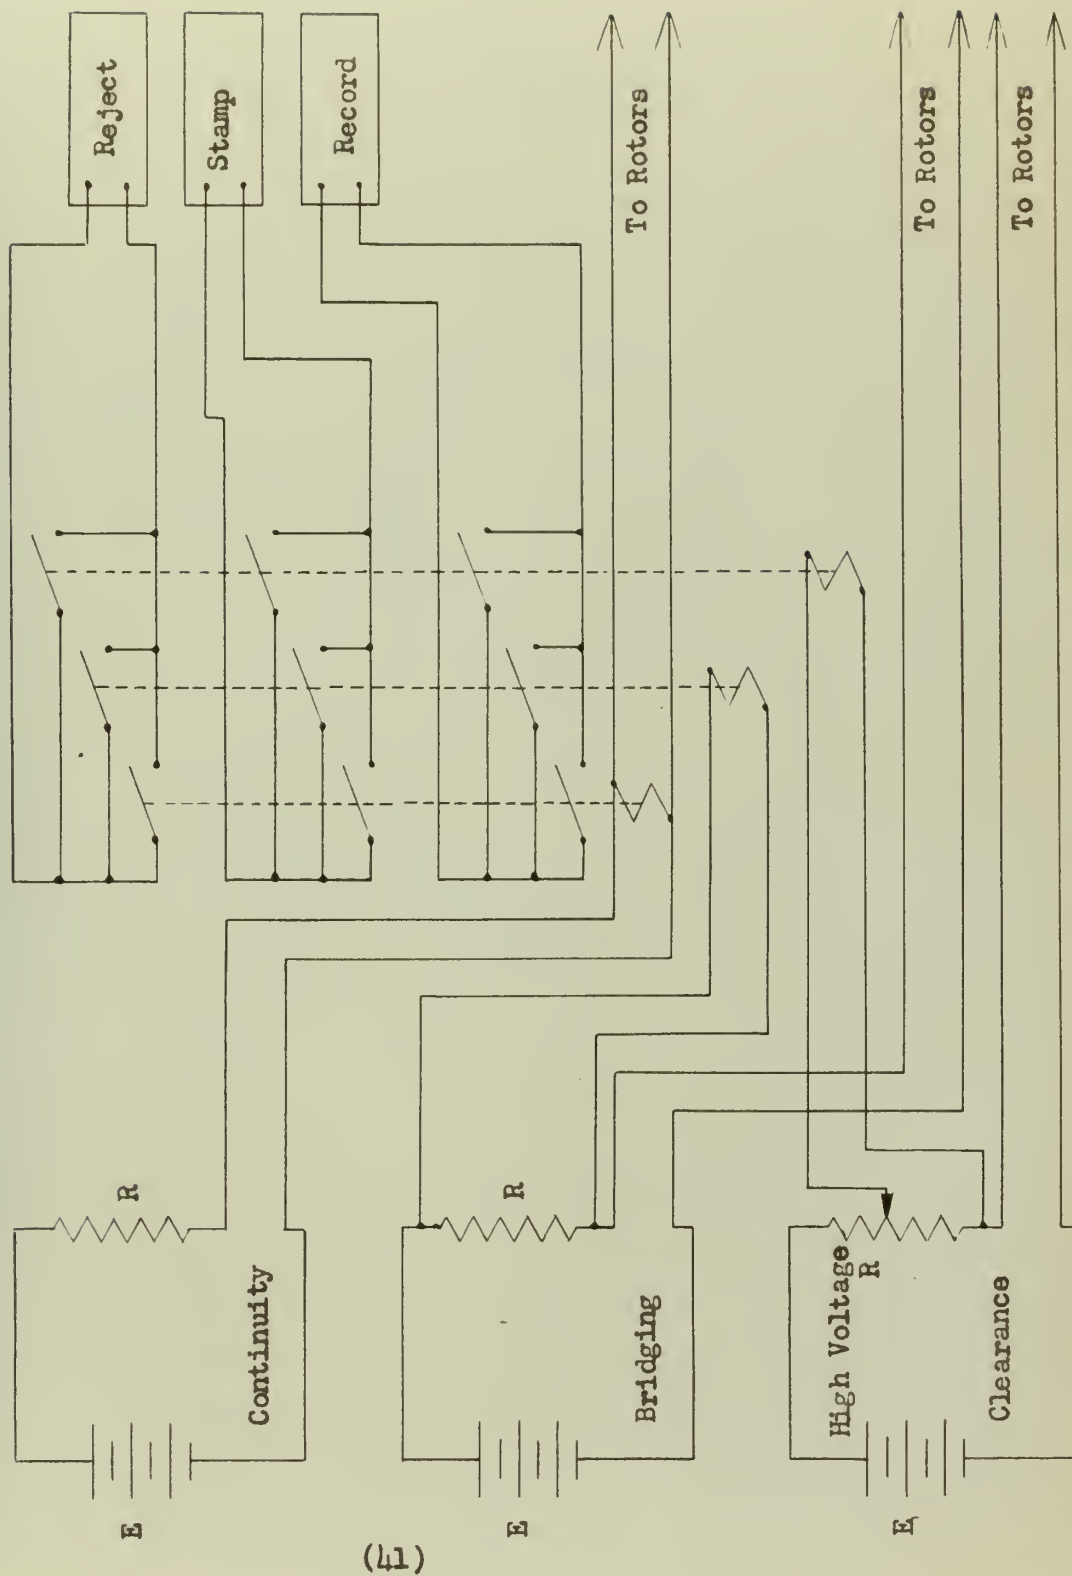 Reject
Stamp
Record
To Rotors
To Rotors
To Rotors
R
Continuity
E
R
Bridging
E
High Voltage
R
Clearance
E
(41)